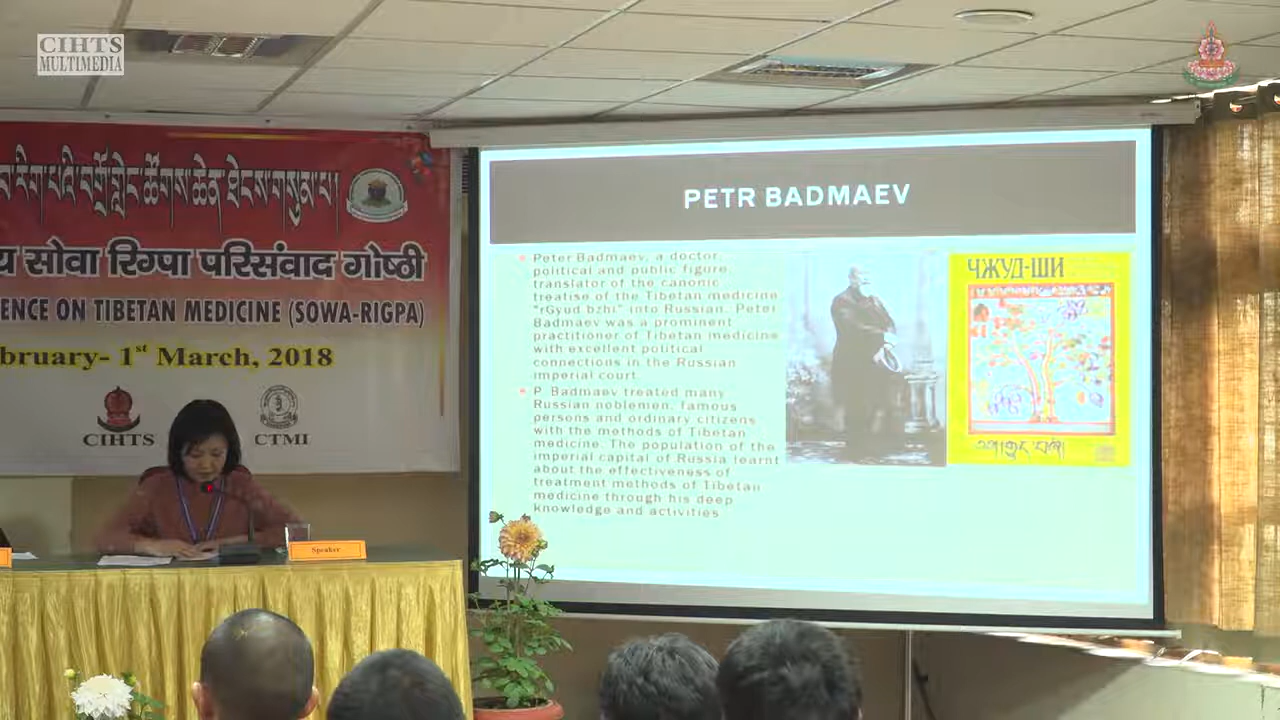 CIHTS
MULTIMEDIA
སོཝ་རིགཔའི
य सोवा रिग्पा परिसंवाद गोष्ठी
ENCE ON TIBETAN MEDICINE (SOWA-RIGPA)
bruary- 1st March, 2018
CIHTS
CTMI
Speaker
PETR BADMAEV
Peter Badmaev, a doctor,
political and public figure,
translator of the canonic
treatise of the Tibetan medicine
"rGyud bzhi" into Russian. Peter
Badmaev was a prominent
practitioner of Tibetan medicine
with excellent political
connections in the Russian
imperial court.
P. Badmaev treated many
Russian noblemen, famous
persons and ordinary citizens
with the methods of Tibetan
medicine. The population of the
imperial capital of Russia learnt
about the effectiveness of
treatment methods of Tibetan
medicine through his deep
knowledge and activities
ЧЖУД-ШИ